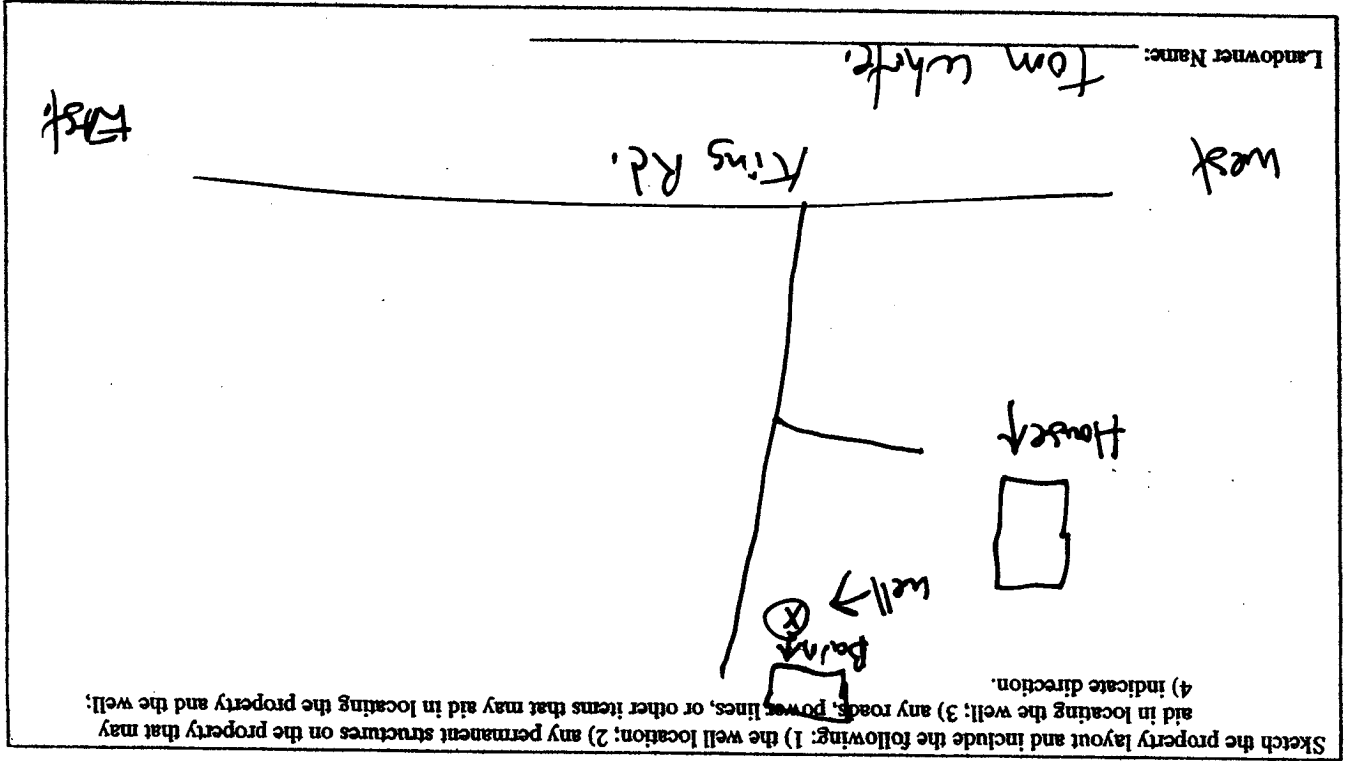 Sketch the property layout and include the following: 1) the well location; 2) any permanent structures on the property that may
aid in locating the well; 3) any roads, power lines, or other items that may aid in locating the property and the well;
4) indicate direction.
Well →
House
West
King Rd.
East.
Landowner Name: Tom White.